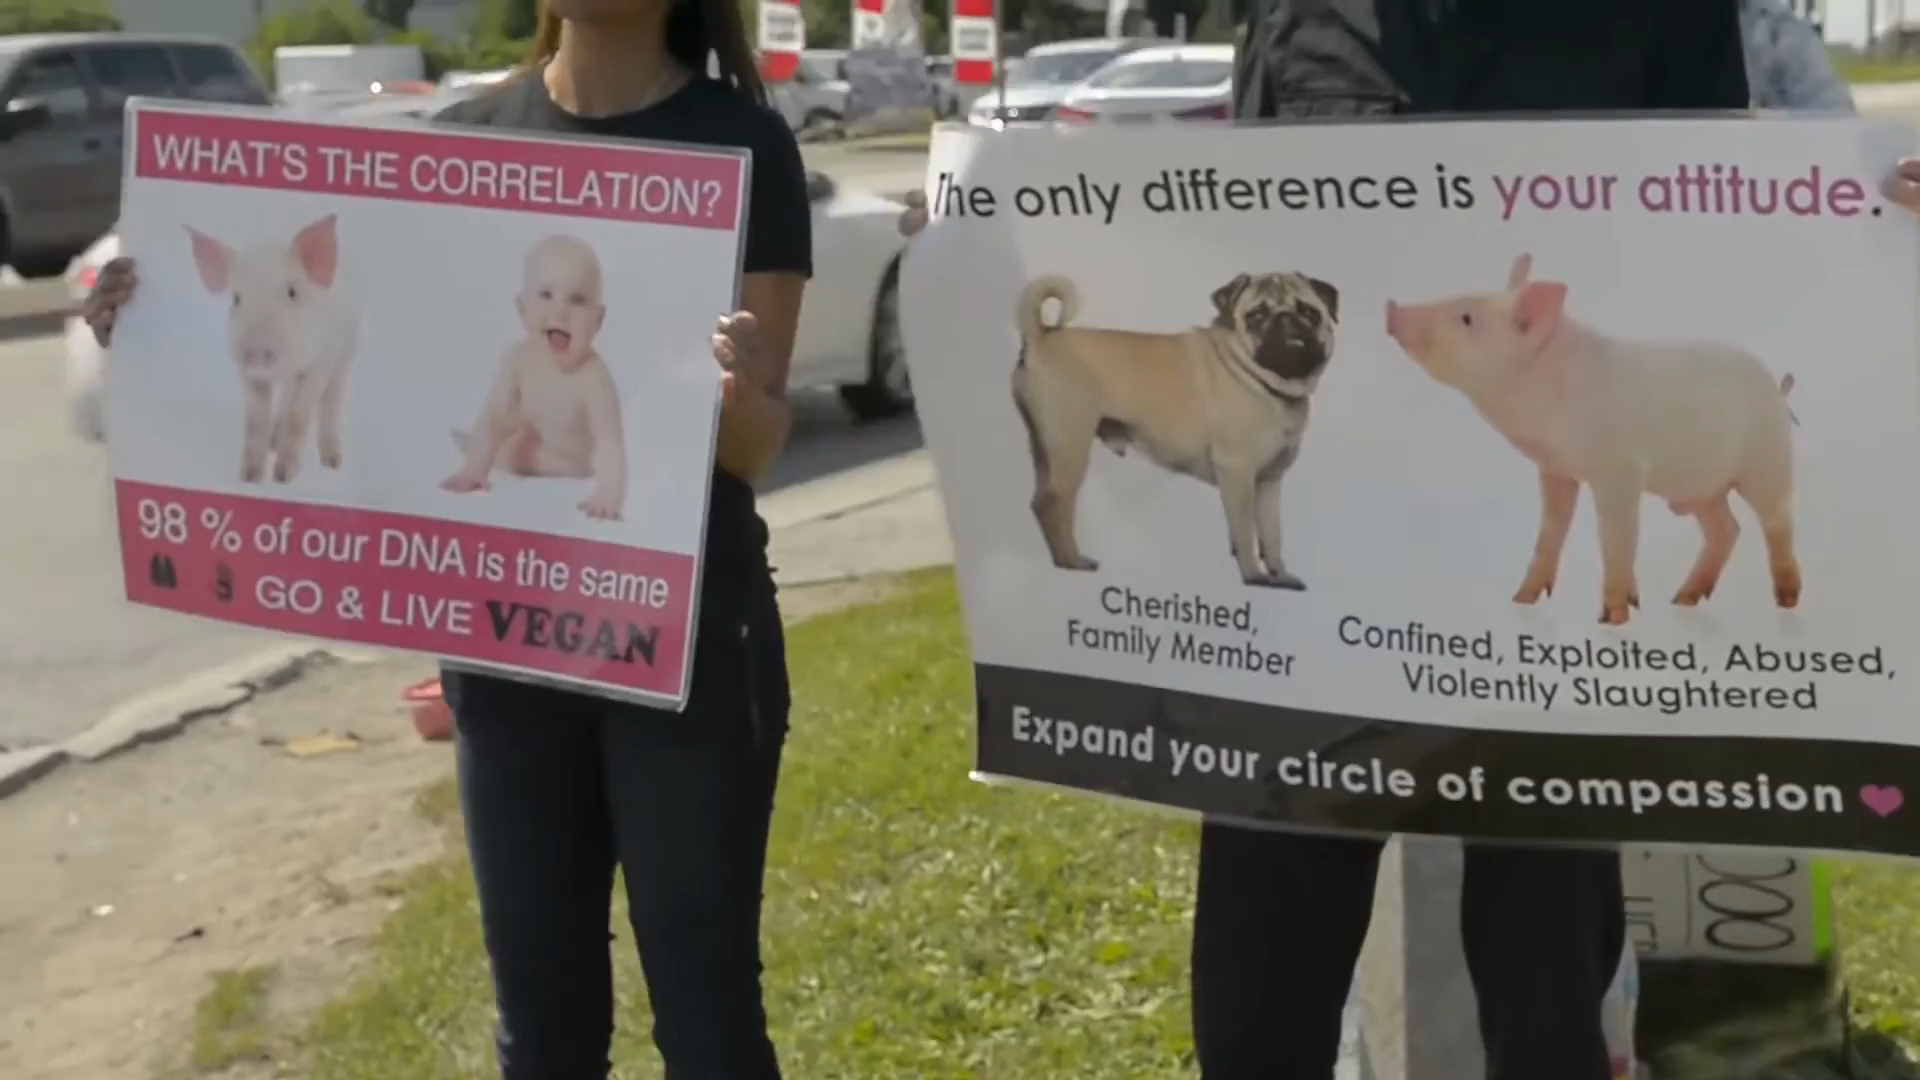 WHAT'S THE CORRELATION?
98 % of our DNA is the same
GO & LIVE VEGAN
The only difference is your attitude.
Cherished,
Family Member
Confined, Exploited, Abused,
Violently Slaughtered
Expand your circle of compassion